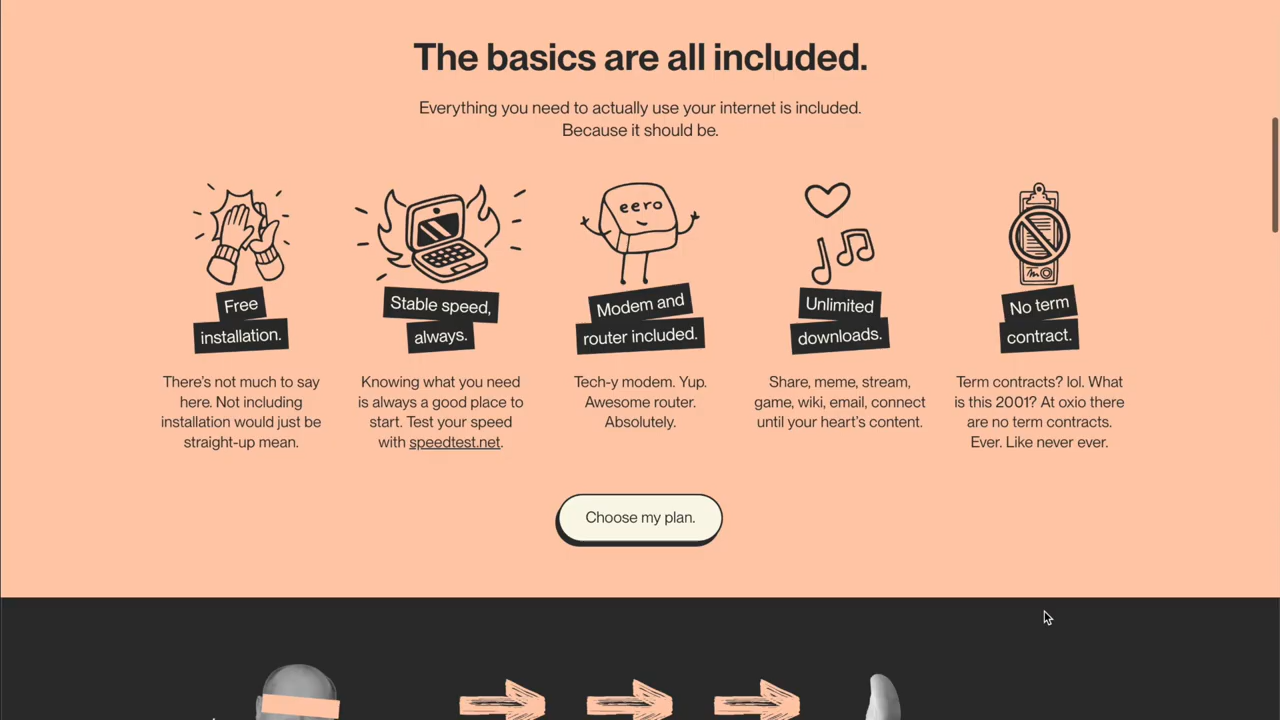 The basics are all included.
Everything you need to actually use your internet is included.
Because it should be.
eero
Free
installation.
There's not much to say
here. Not including
installation would just be
straight-up mean.
Stable speed,
always.
Knowing what you need
is always a good place to
start. Test your speed
with speedtest.net.
Modem and
router included.
Tech-y modem. Yup.
Awesome router.
Absolutely.
Unlimited
downloads.
Share, meme, stream,
game, wiki, email, connect
until your heart's content.
No term
contract.
Term contracts? lol. What
is this 2001? At oxio there
are no term contracts.
Ever. Like never ever.
Choose my plan.